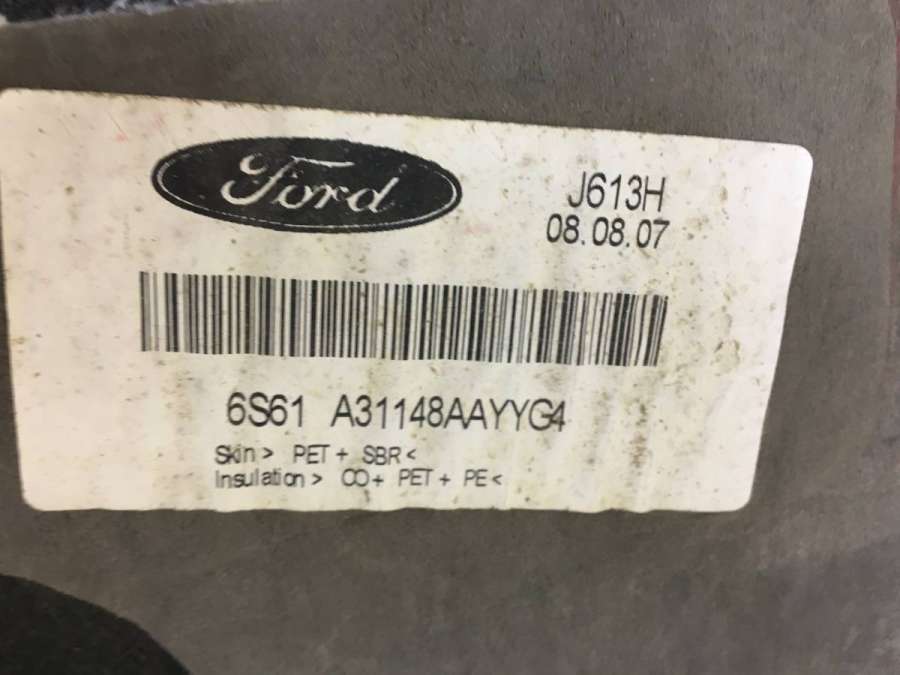 Ford
J613H
08.08.07
6S61 A31148AAYYG4
Skin> PET+ SBR<
Insulation> CO+ PET+ PE<